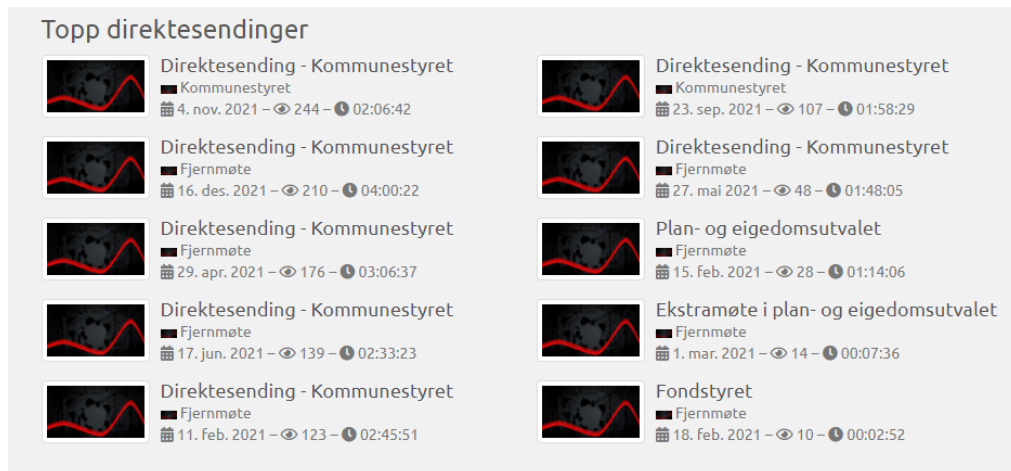 Topp direktesendinger
Direktesending - Kommunestyret
Kommunestyret
4. nov. 2021 – 244 – 02:06:42
Direktesending - Kommunestyret
Fjernmøte
16. des. 2021 – 210 – 04:00:22
Direktesending - Kommunestyret
Fjernmøte
29. apr. 2021 – 176 – 03:06:37
Direktesending - Kommunestyret
Fjernmøte
17. jun. 2021 – 139 – 02:33:23
Direktesending - Kommunestyret
Fjernmøte
11. feb. 2021 – 123 – 02:45:51
Direktesending - Kommunestyret
Kommunestyret
23. sep. 2021 – 107 – 01:58:29
Direktesending - Kommunestyret
Fjernmøte
27. mai 2021 – 48 – 01:48:05
Plan- og eigedomsutvalet
Fjernmøte
15. feb. 2021 – 28 – 01:14:06
Ekstramøte i plan- og eigedomsutvalet
Fjernmøte
1. mar. 2021 – 14 – 00:07:36
Fondstyret
Fjernmøte
18. feb. 2021 – 10 – 00:02:52